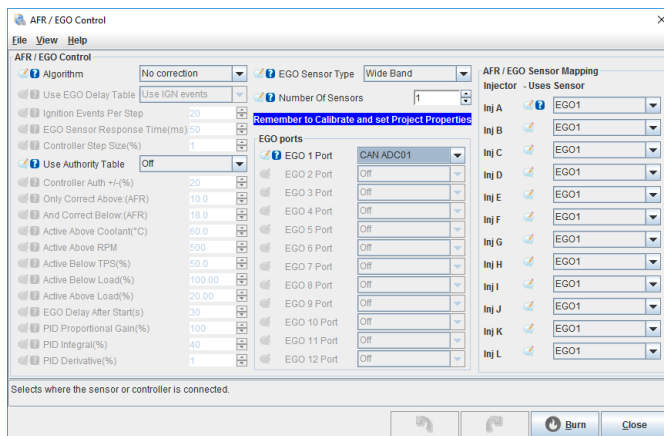 AFR / EGO Control
File View Help
AFR / EGO Control
Algorithm No correction
Use EGO Delay Table Use IGN events
Ignition Events Per Step 20
EGO Sensor Response Time(ms) 50
Controller Step Size(%) 1
Use Authority Table Off
Controller Auth +/-(%) 20
Only Correct Above:(AFR) 10.0
And Correct Below:(AFR) 18.0
Active Above Coolant(°C) 60.0
Active Above RPM 500
Active Below TPS(%) 50.0
Active Below Load(%) 100.00
Active Above Load(%) 20.00
EGO Delay After Start(s) 30
PID Proportional Gain(%) 100
PID Integral(%) 40
PID Derivative(%) 1
EGO Sensor Type Wide Band
Number Of Sensors 1
Remember to Calibrate and set Project Properties
EGO ports
EGO 1 Port CAN ADC01
EGO 2 Port Off
EGO 3 Port Off
EGO 4 Port Off
EGO 5 Port Off
EGO 6 Port Off
EGO 7 Port Off
EGO 8 Port Off
EGO 9 Port Off
EGO 10 Port Off
EGO 11 Port Off
EGO 12 Port Off
AFR / EGO Sensor Mapping
Injector - Uses Sensor
Inj A EGO1
Inj B EGO1
Inj C EGO1
Inj D EGO1
Inj E EGO1
Inj F EGO1
Inj G EGO1
Inj H EGO1
Inj I EGO1
Inj J EGO1
Inj K EGO1
Inj L EGO1
Selects where the sensor or controller is connected.
Burn Close